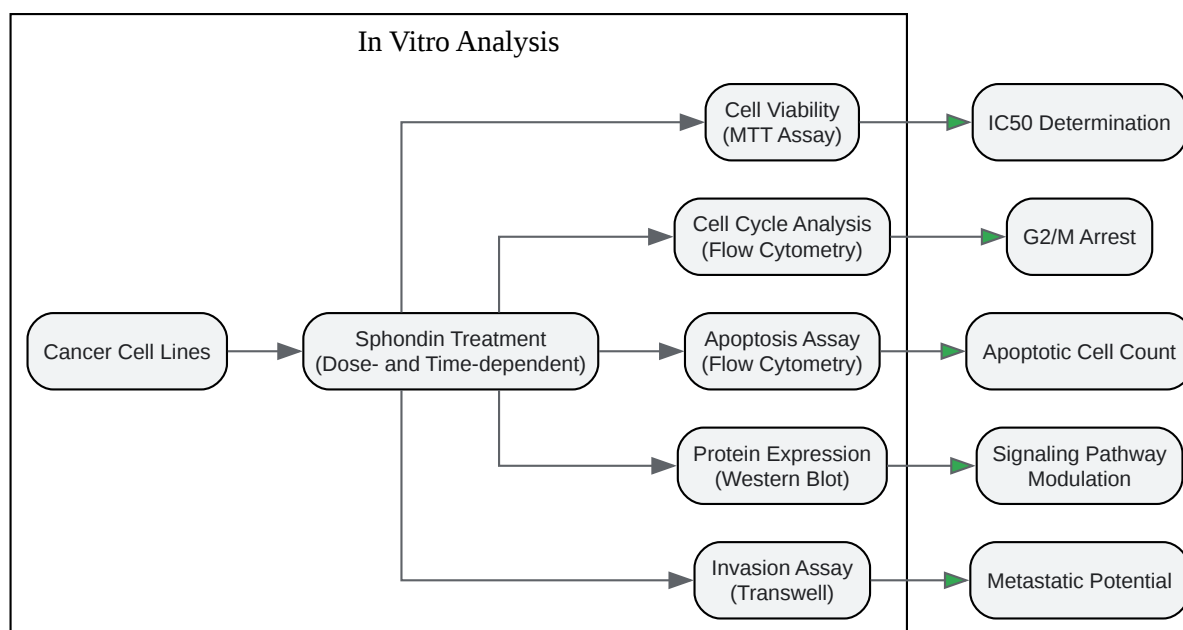 In Vitro Analysis
Cell Viability
(MTT Assay)
IC50 Determination
Cell Cycle Analysis
(Flow Cytometry)
G2/M Arrest
Cancer Cell Lines
Sphondin Treatment
(Dose- and Time-dependent)
Apoptosis Assay
(Flow Cytometry)
Apoptotic Cell Count
Protein Expression
(Western Blot)
Signaling Pathway
Modulation
Invasion Assay
(Transwell)
Metastatic Potential